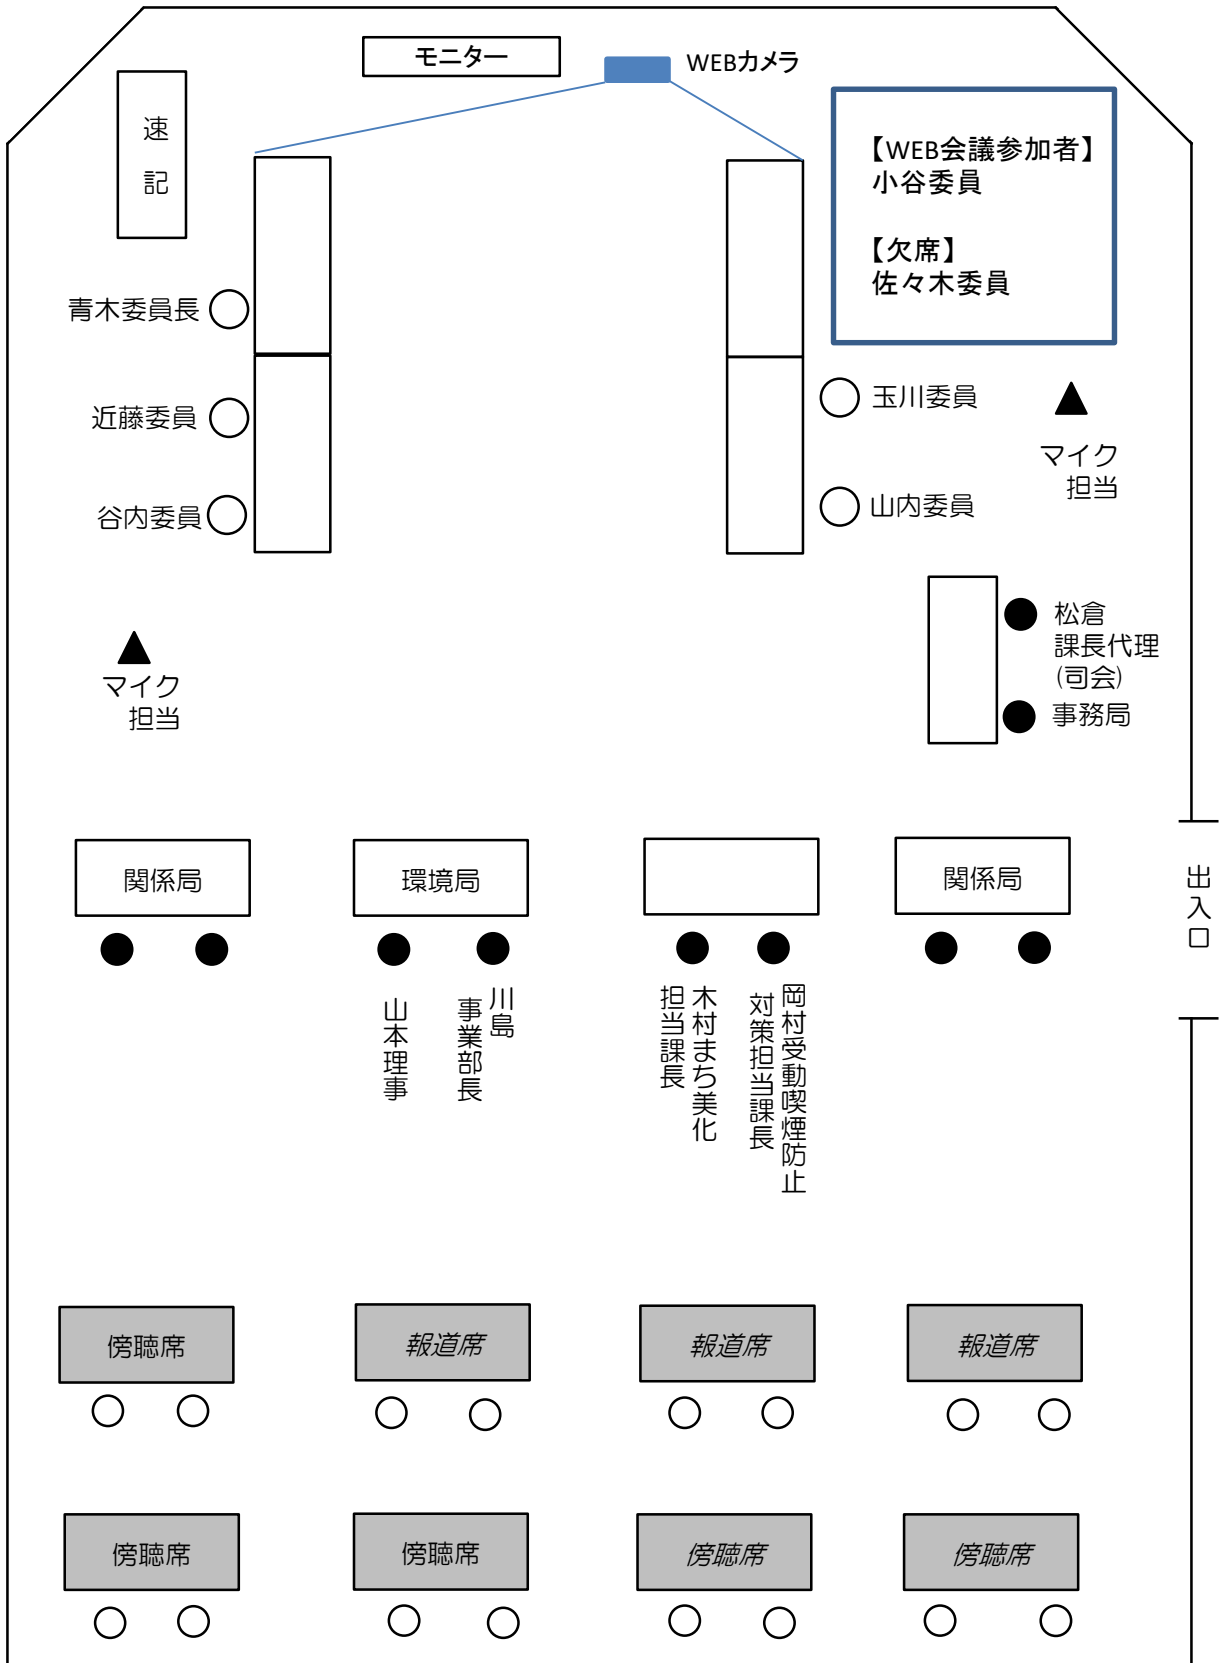 モニター
WEBカメラ
速
記
【WEB会議参加者】
小谷委員
【欠席】
佐々木委員
青木委員長
近藤委員
谷内委員
玉川委員
山内委員
マイク
担当
松倉
課長代理
(司会)
事務局
マイク
担当
関係局
環境局
関係局
出入口
山本理事
川島
事業部長
木村まち美化
担当課長
岡村受動喫煙防止
対策担当課長
傍聴席
報道席
報道席
報道席
傍聴席
傍聴席
傍聴席
傍聴席